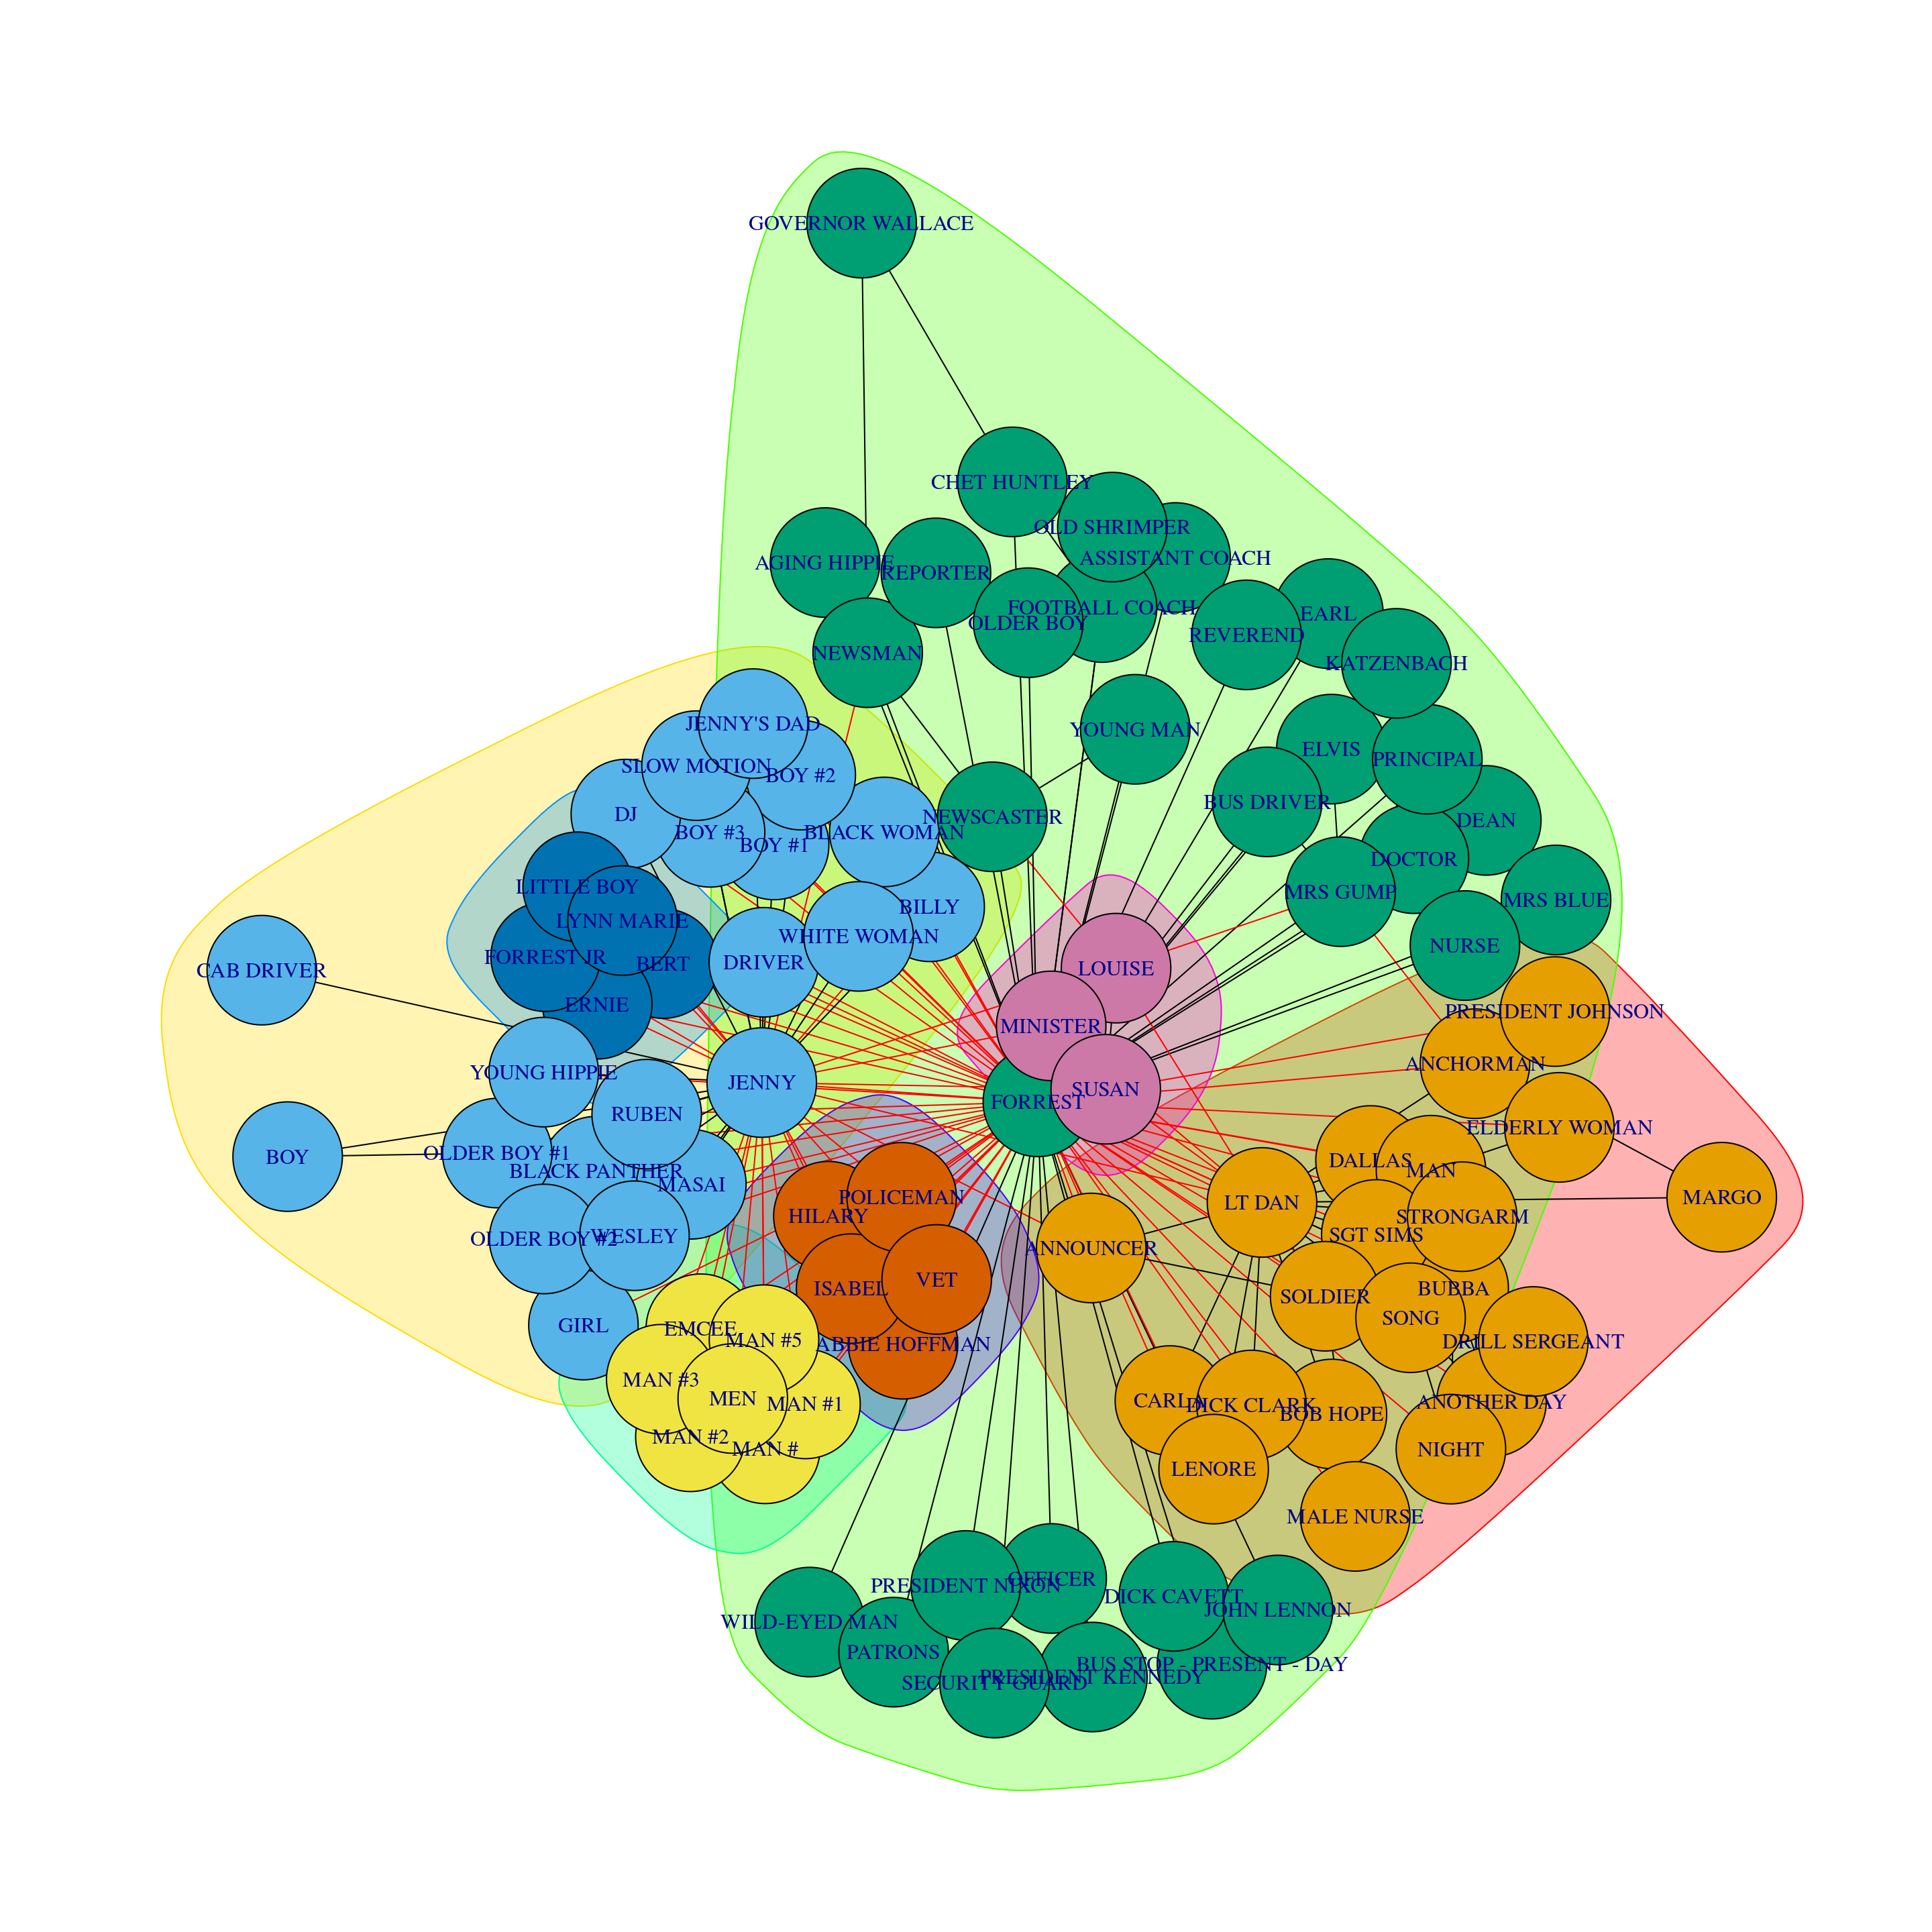 GOVERNOR WALLACE
CHET HUNTLEY
OLD SHRIMPER
ASSISTANT COACH
AGING HIPPIE
REPORTER
FOOTBALL COACH
EARL
OLDER BOY
REVEREND
NEWSMAN
KATZENBACH
JENNY'S DAD
YOUNG MAN
ELVIS
PRINCIPAL
SLOW MOTION
BOY #2
BUS DRIVER
DJ
NEWSCASTER
DEAN
BOY #3
BLACK WOMAN
BOY #1
DOCTOR
LITTLE BOY
MRS GUMP
MRS BLUE
BILLY
LYNN MARIE
WHITE WOMAN
NURSE
FORREST JR
BERT
DRIVER
LOUISE
CAB DRIVER
ERNIE
PRESIDENT JOHNSON
MINISTER
ANCHORMAN
YOUNG HIPPIE
JENNY
SUSAN
FORREST
RUBEN
ELDERLY WOMAN
BOY
OLDER BOY #1
DALLAS
MAN
BLACK PANTHER
MASAI
POLICEMAN
MARGO
LT DAN
HILARY
STRONGARM
SGT SIMS
OLDER BOY #2
WESLEY
ANNOUNCER
VET
ISABEL
BUBBA
SOLDIER
SONG
GIRL
EMCEE
MAN #5
ABBIE HOFFMAN
DRILL SERGEANT
MAN #3
MEN
MAN #1
CARLA
DICK CLARK
BOB HOPE
ANOTHER DAY
MAN #2
MAN #
NIGHT
LENORE
MALE NURSE
PRESIDENT NIXON
OFFICER
DICK CAVETT
JOHN LENNON
WILD-EYED MAN
PATRONS
BUS STOP - PRESENT - DAY
SECURITY GUARD
PRESIDENT KENNEDY